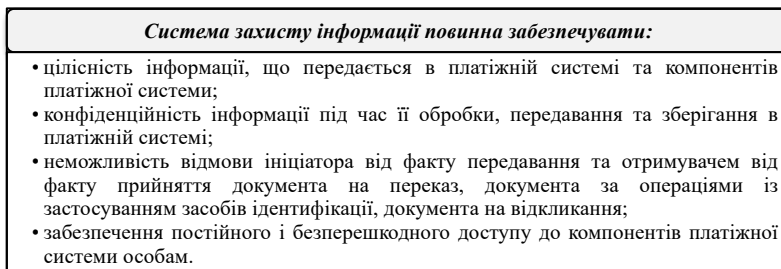 Система захисту інформації повинна забезпечувати:
• цілісність інформації, що передається в платіжній системі та компонентів
платіжної системи;
• конфіденційність інформації під час її обробки, передавання та зберігання в
платіжній системі;
• неможливість відмови ініціатора від факту передавання та отримувачем від
факту прийняття документа на переказ, документа за операціями із
застосуванням засобів ідентифікації, документа на відкликання;
• забезпечення постійного і безперешкодного доступу до компонентів платіжної
системи особам.